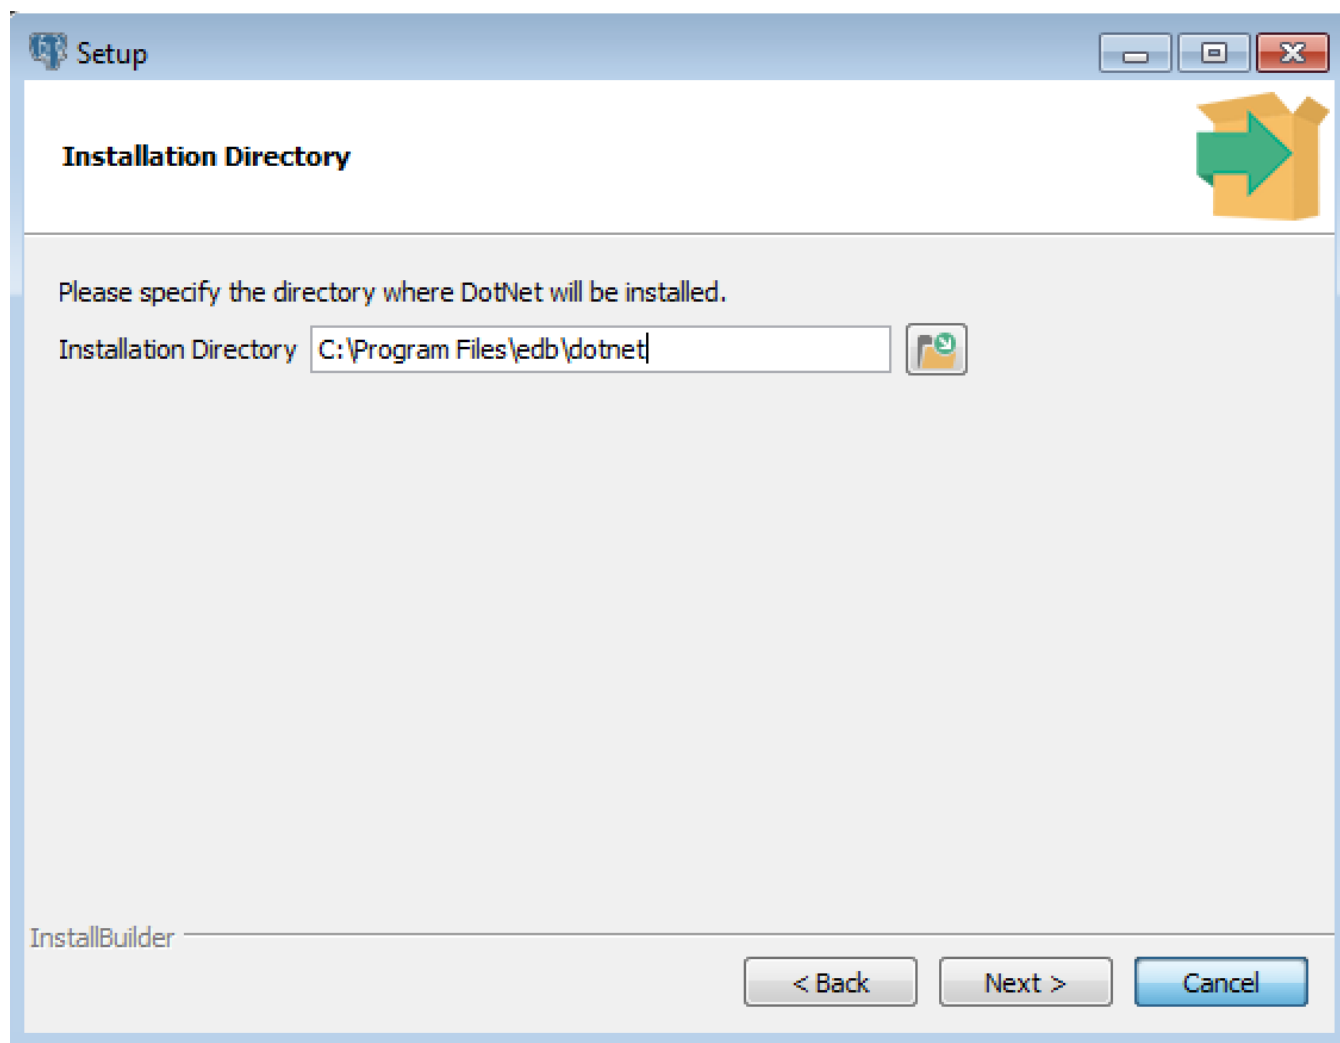 Setup
Installation Directory
Please specify the directory where DotNet will be installed.
Installation Directory C:\Program Files\edb\dotnet
InstallBuilder
< Back Next > Cancel